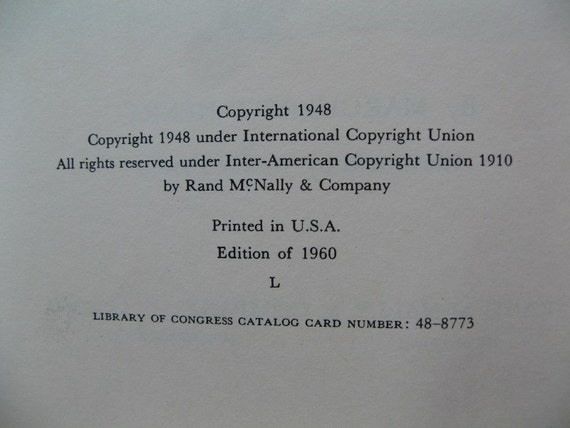 Copyright 1948
Copyright 1948 under International Copyright Union
All rights reserved under Inter-American Copyright Union 1910
by Rand McNally & Company
Printed in U.S.A.
Edition of 1960
L
LIBRARY OF CONGRESS CATALOG CARD NUMBER: 48-8773